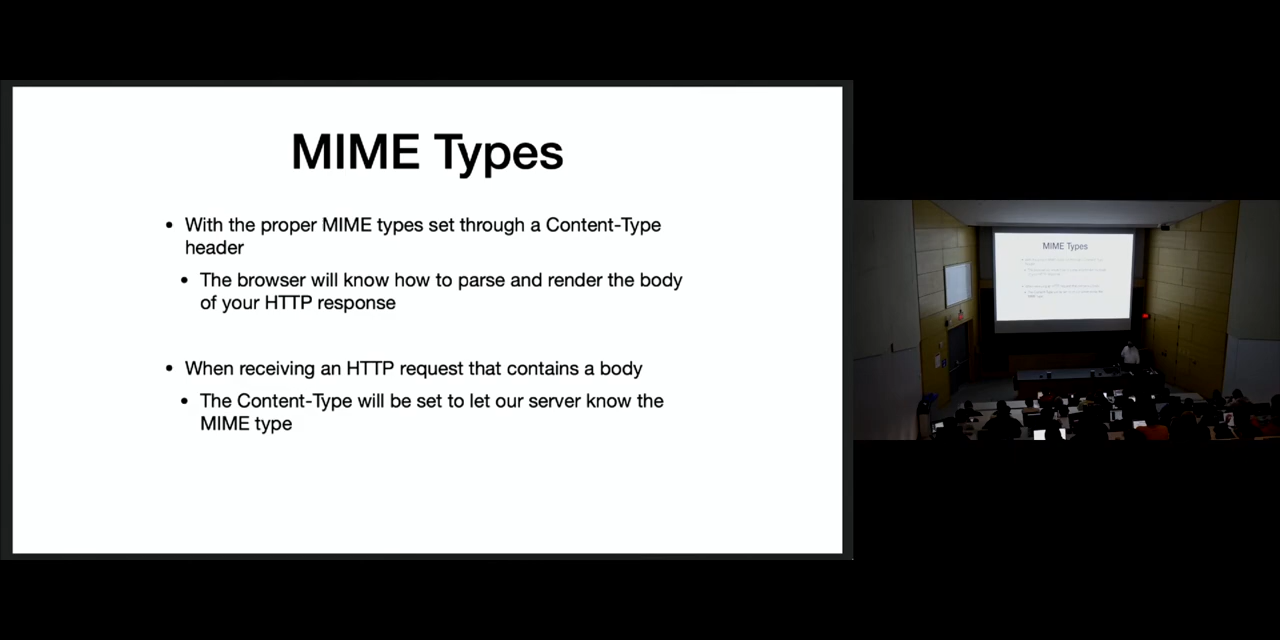 MIME Types
• With the proper MIME types set through a Content-Type
header
• The browser will know how to parse and render the body
of your HTTP response
• When receiving an HTTP request that contains a body
• The Content-Type will be set to let our server know the
MIME type
MIME Types